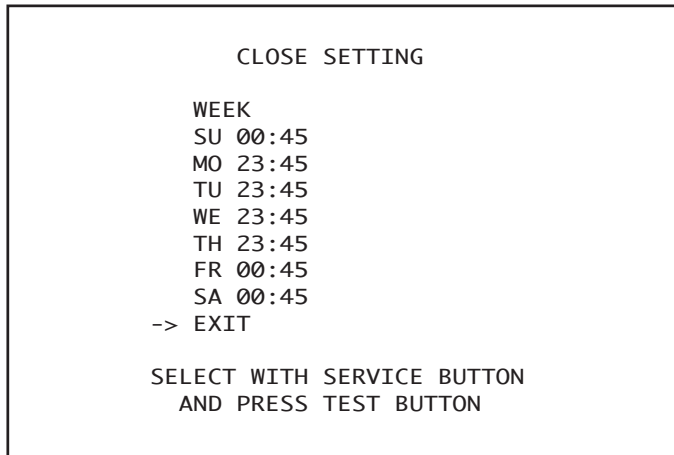 CLOSE SETTING
WEEK
SU 00:45
MO 23:45
TU 23:45
WE 23:45
TH 23:45
FR 00:45
SA 00:45
-> EXIT
SELECT WITH SERVICE BUTTON
AND PRESS TEST BUTTON